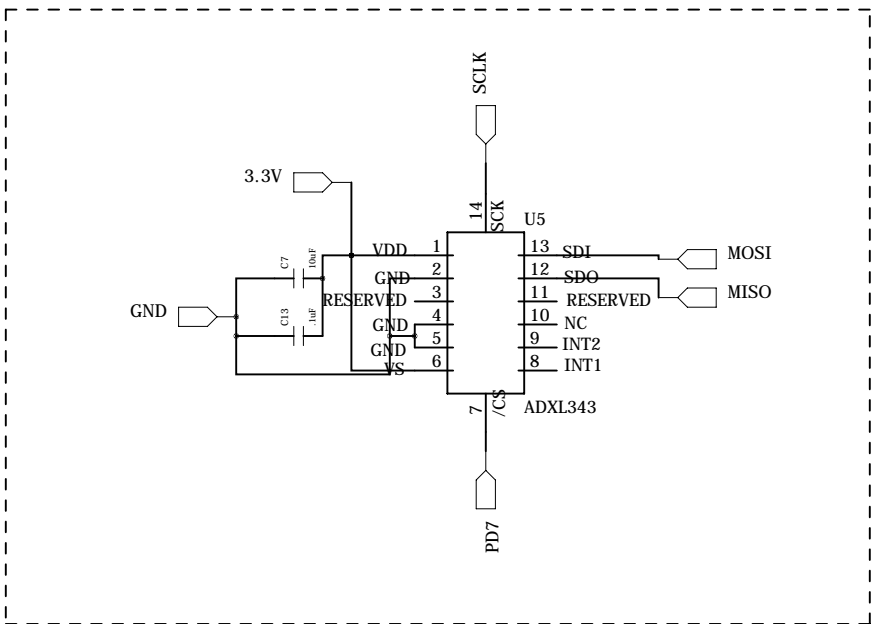 SCLK
3.3V
14
SCK
U5
VDD
1
13
SDI
MOSI
C7
10uF
GND
2
12
SDO
MISO
RESERVED
3
11
RESERVED
GND
C13
.1uF
GND
4
10
NC
GND
5
9
INT2
VS
6
8
INT1
7
/CS
ADXL343
PD7